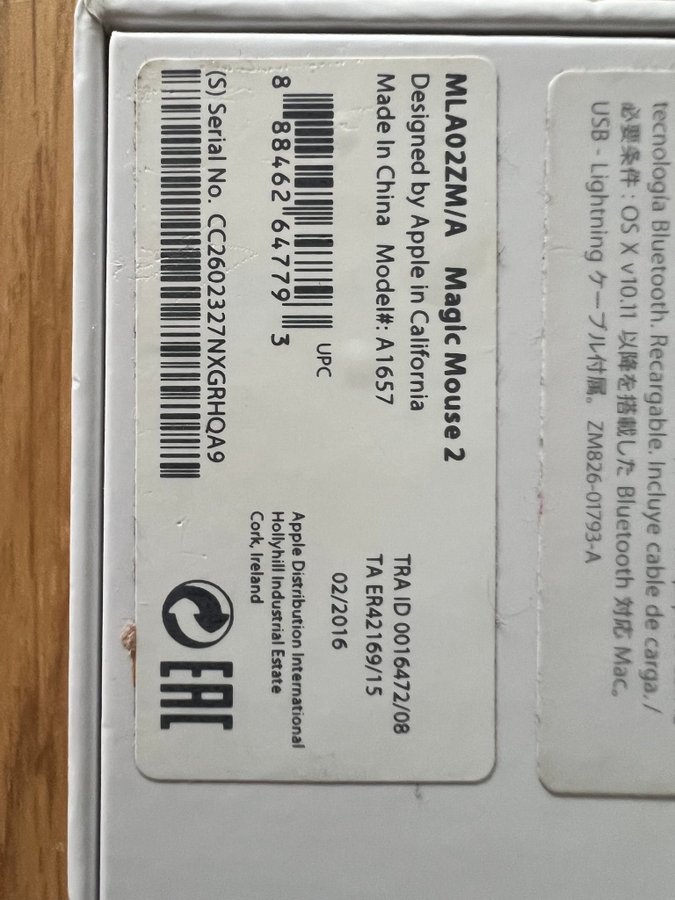 MLA02ZM/A Magic Mouse 2
Designed by Apple in California
Made In China Model#: A1657
UPC
8 88462 64779 3
(S) Serial No. CC2602327NXGRHQA9
TRA ID 0016472/08
TA ER42169/15
02/2016
Apple Distribution International
Hollyhill Industrial Estate
Cork, Ireland
EAC
tecnología Bluetooth. Recargable. Incluye cable de carga./
必要条件：OS X v10.11 以降を搭載した Bluetooth 対応 Mac。
USB - Lightning ケーブル付属。 ZM826-01793-A